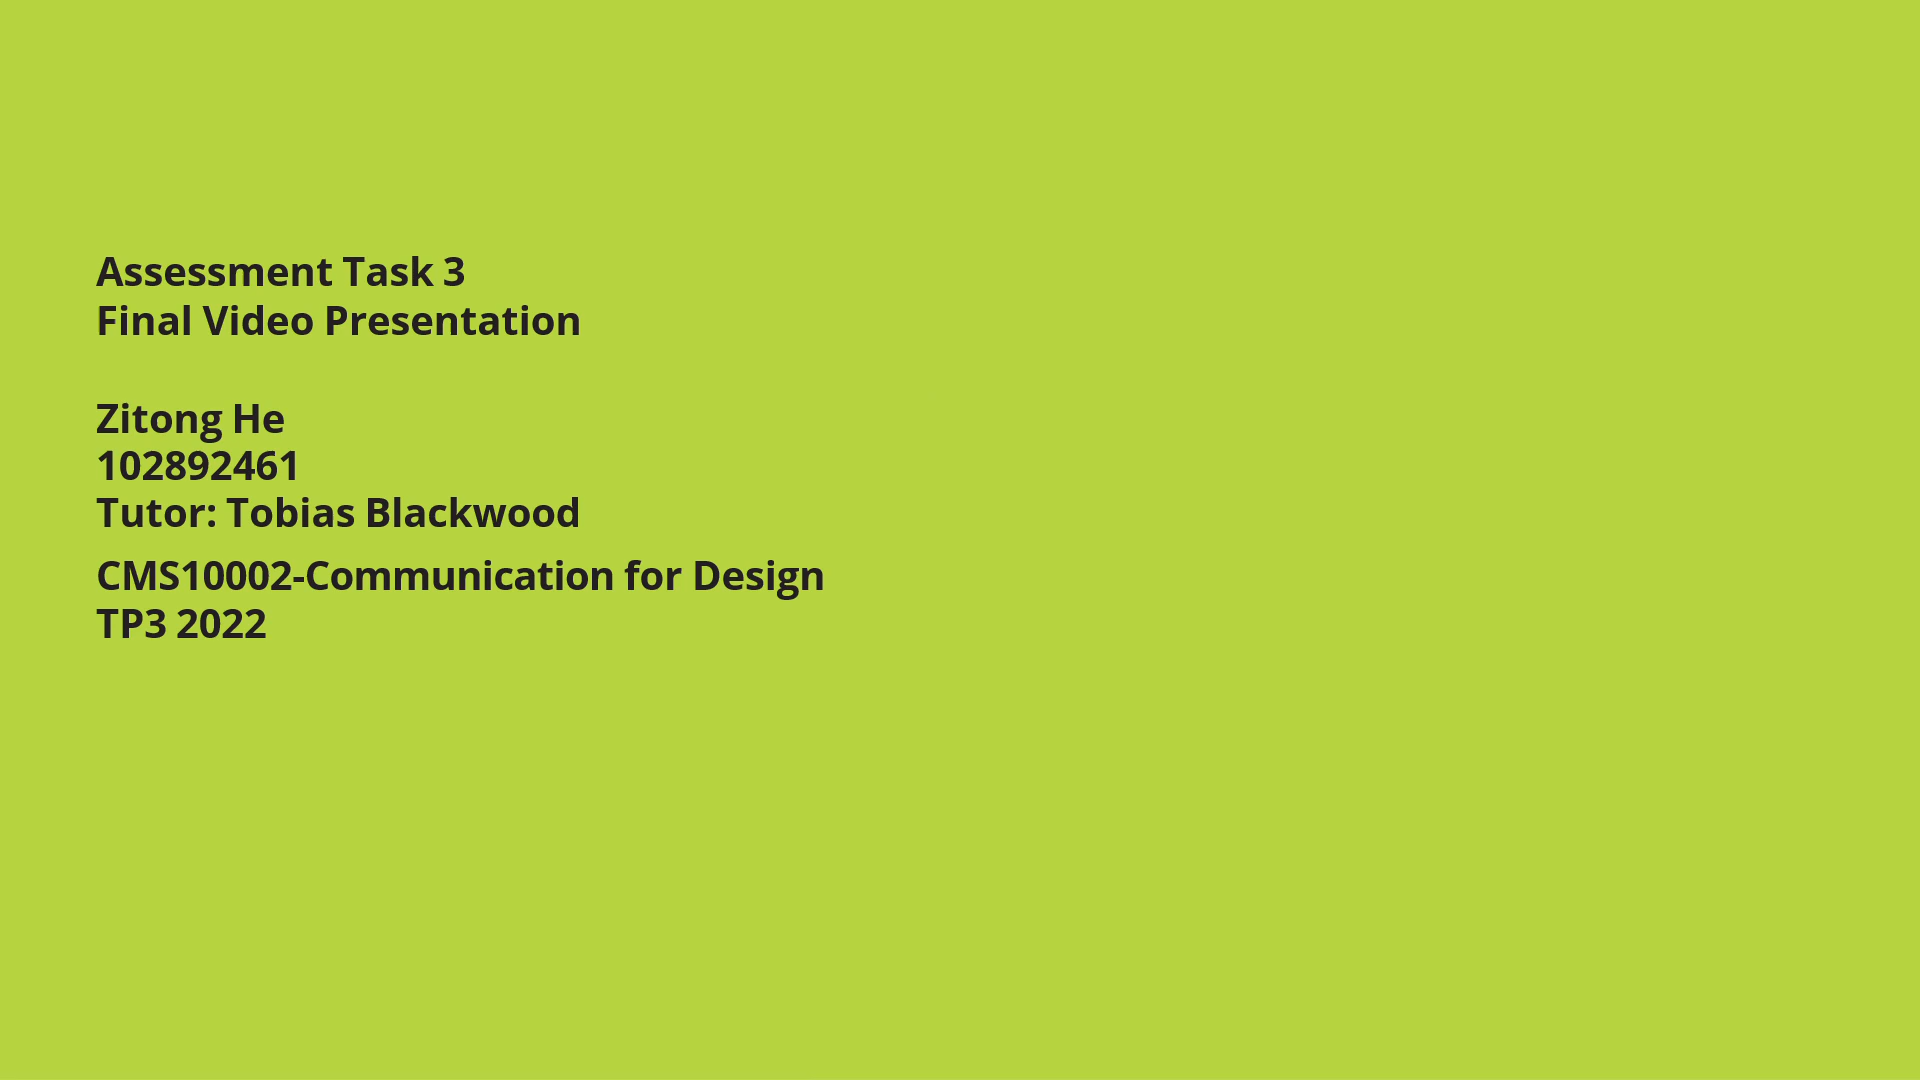 Assessment Task 3
Final Video Presentation
Zitong He
102892461
Tutor: Tobias Blackwood
CMS10002-Communication for Design
TP3 2022